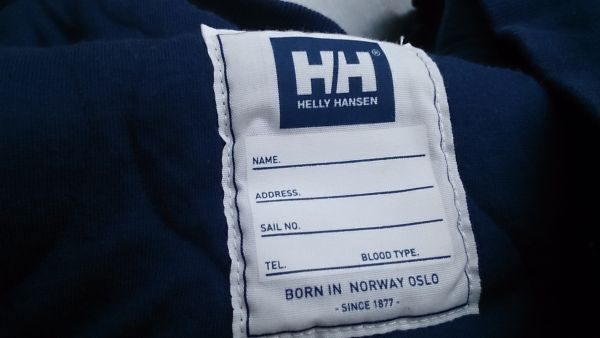 HH®
HELLY HANSEN
NAME.
ADDRESS.
SAIL NO.
TEL. BLOOD TYPE.
BORN IN NORWAY OSLO
- SINCE 1877 -